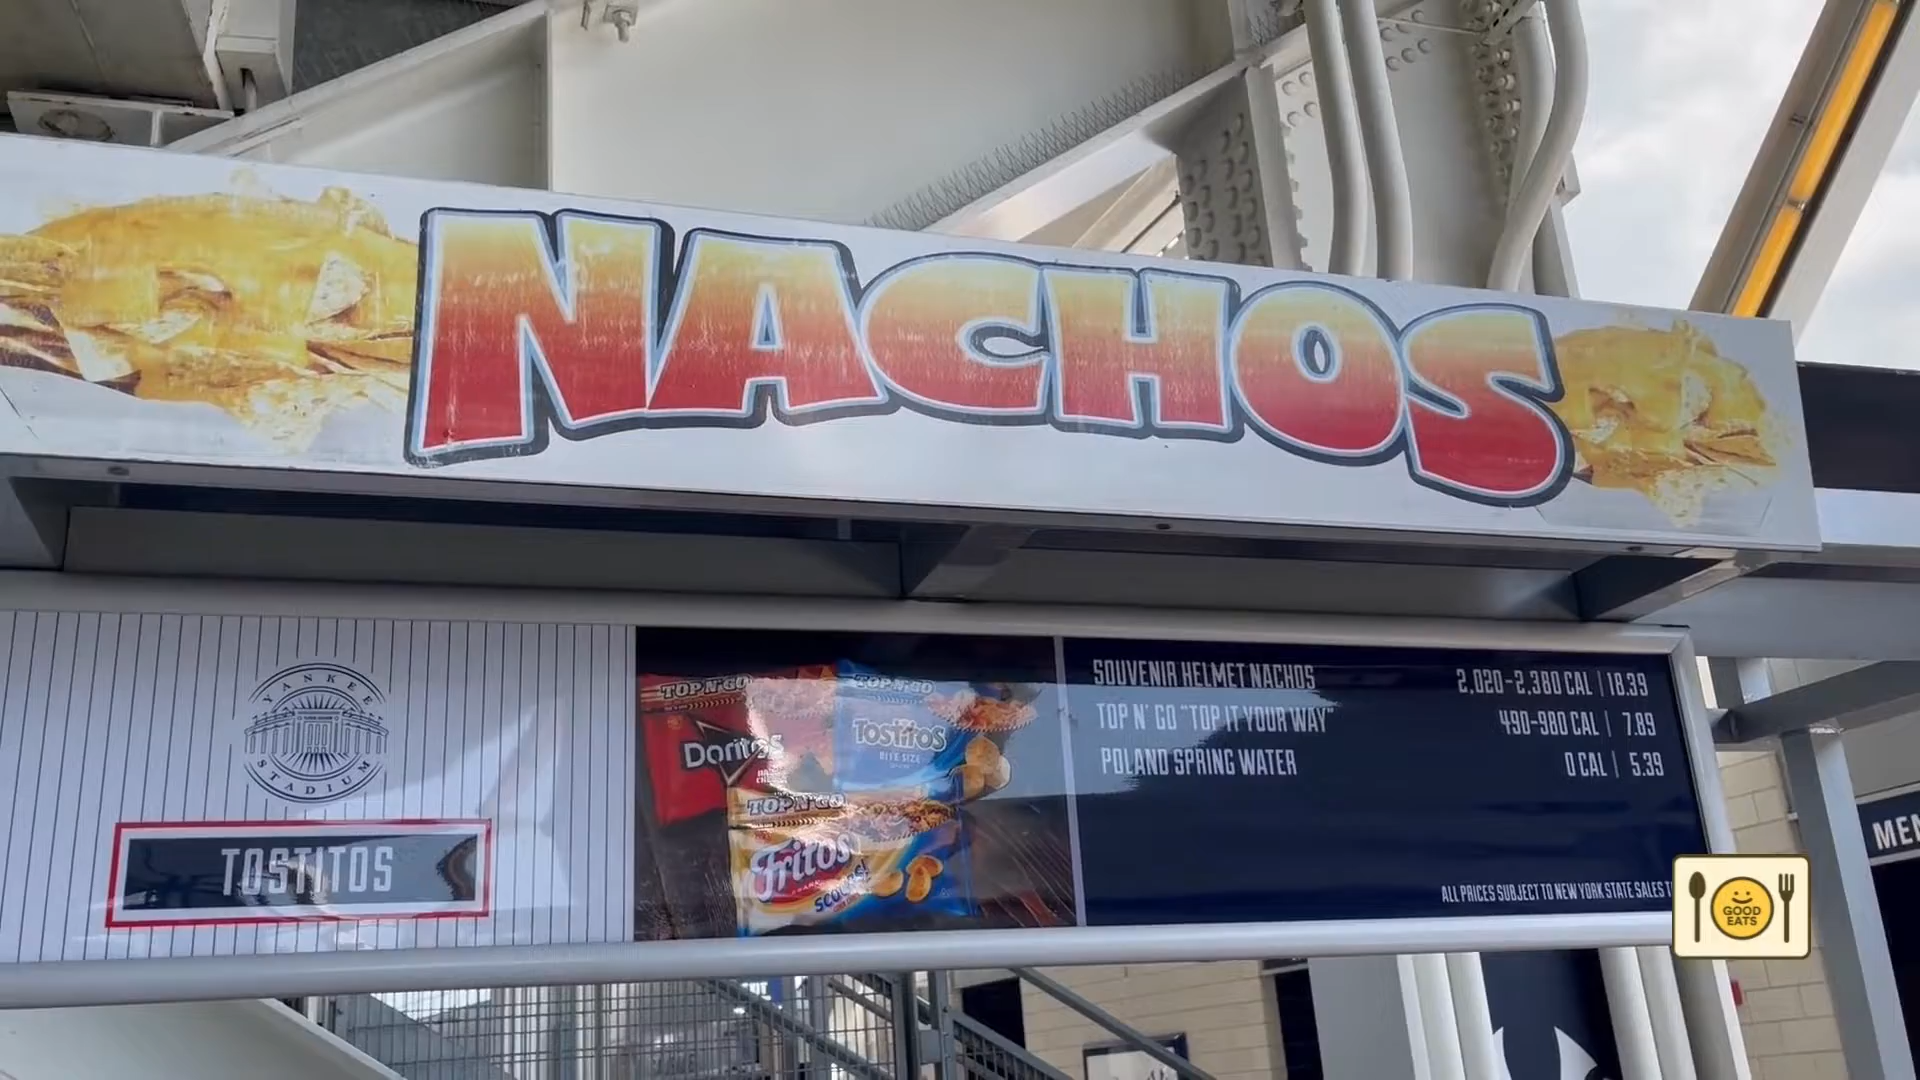 NACHOS
YANKEE
STADIUM
TOSTITOS
TOP N' GO
Doritos
TOP N' GO
TOSTITOS
BITE SIZE
TOP N' GO
Fritos
SCOOPS!
SOUVENIR HELMET NACHOS 2,020-2,380 CAL | 18.39
TOP N' GO "TOP IT YOUR WAY" 490-980 CAL | 7.89
POLAND SPRING WATER 0 CAL | 5.39
ALL PRICES SUBJECT TO NEW YORK STATE SALES
GOOD
EATS